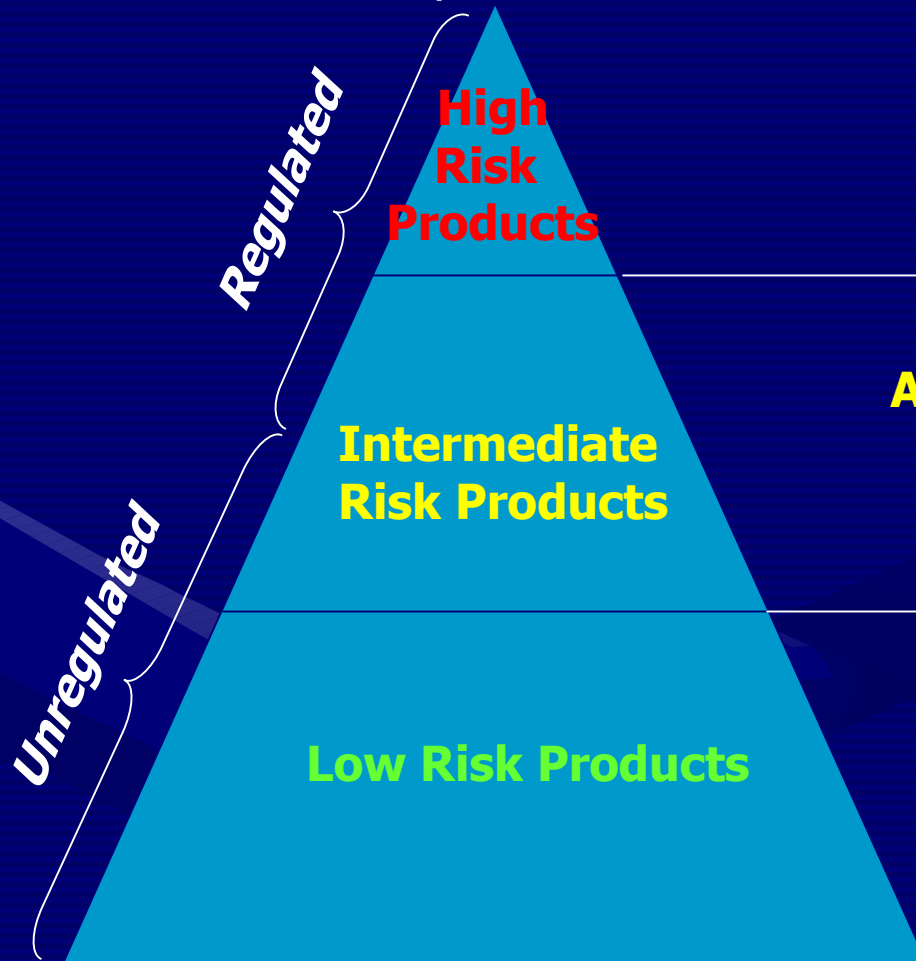 Regulated
High
Risk
Products
A
Intermediate
Risk Products
Unregulated
Low Risk Products